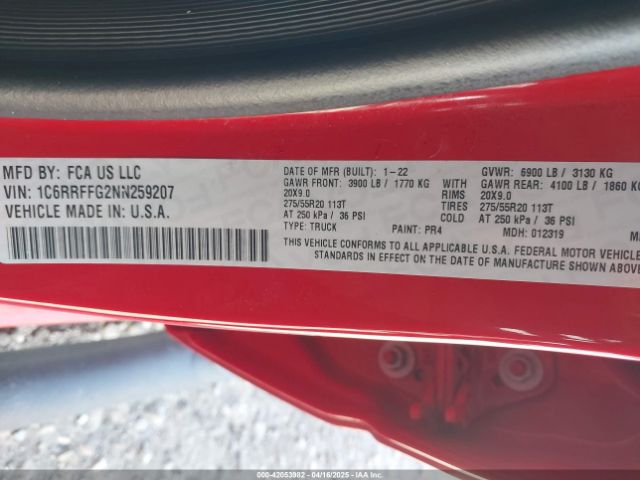 MFD BY: FCA US LLC
VIN: 1C6RRFFG2NN259207
VEHICLE MADE IN: U.S.A.
DATE OF MFR (BUILT): 1-22
GAWR FRONT: 3900 LB / 1770 KG
20X9.0
275/55R20 113T
AT 250 kPa / 36 PSI
TYPE: TRUCK PAINT: PR4
WITH
RIMS
TIRES
COLD
GVWR: 6900 LB / 3130 KG
GAWR REAR: 4100 LB / 1860 KG
20X9.0
275/55R20 113T
AT 250 kPa / 36 PSI
MDH: 012319
THIS VEHICLE CONFORMS TO ALL APPLICABLE U.S.A. FEDERAL MOTOR VEHICLE
STANDARDS IN EFFECT ON THE DATE OF MANUFACTURE SHOWN ABOVE
000-42053982 - 04/16/2025 - IAAI.COM